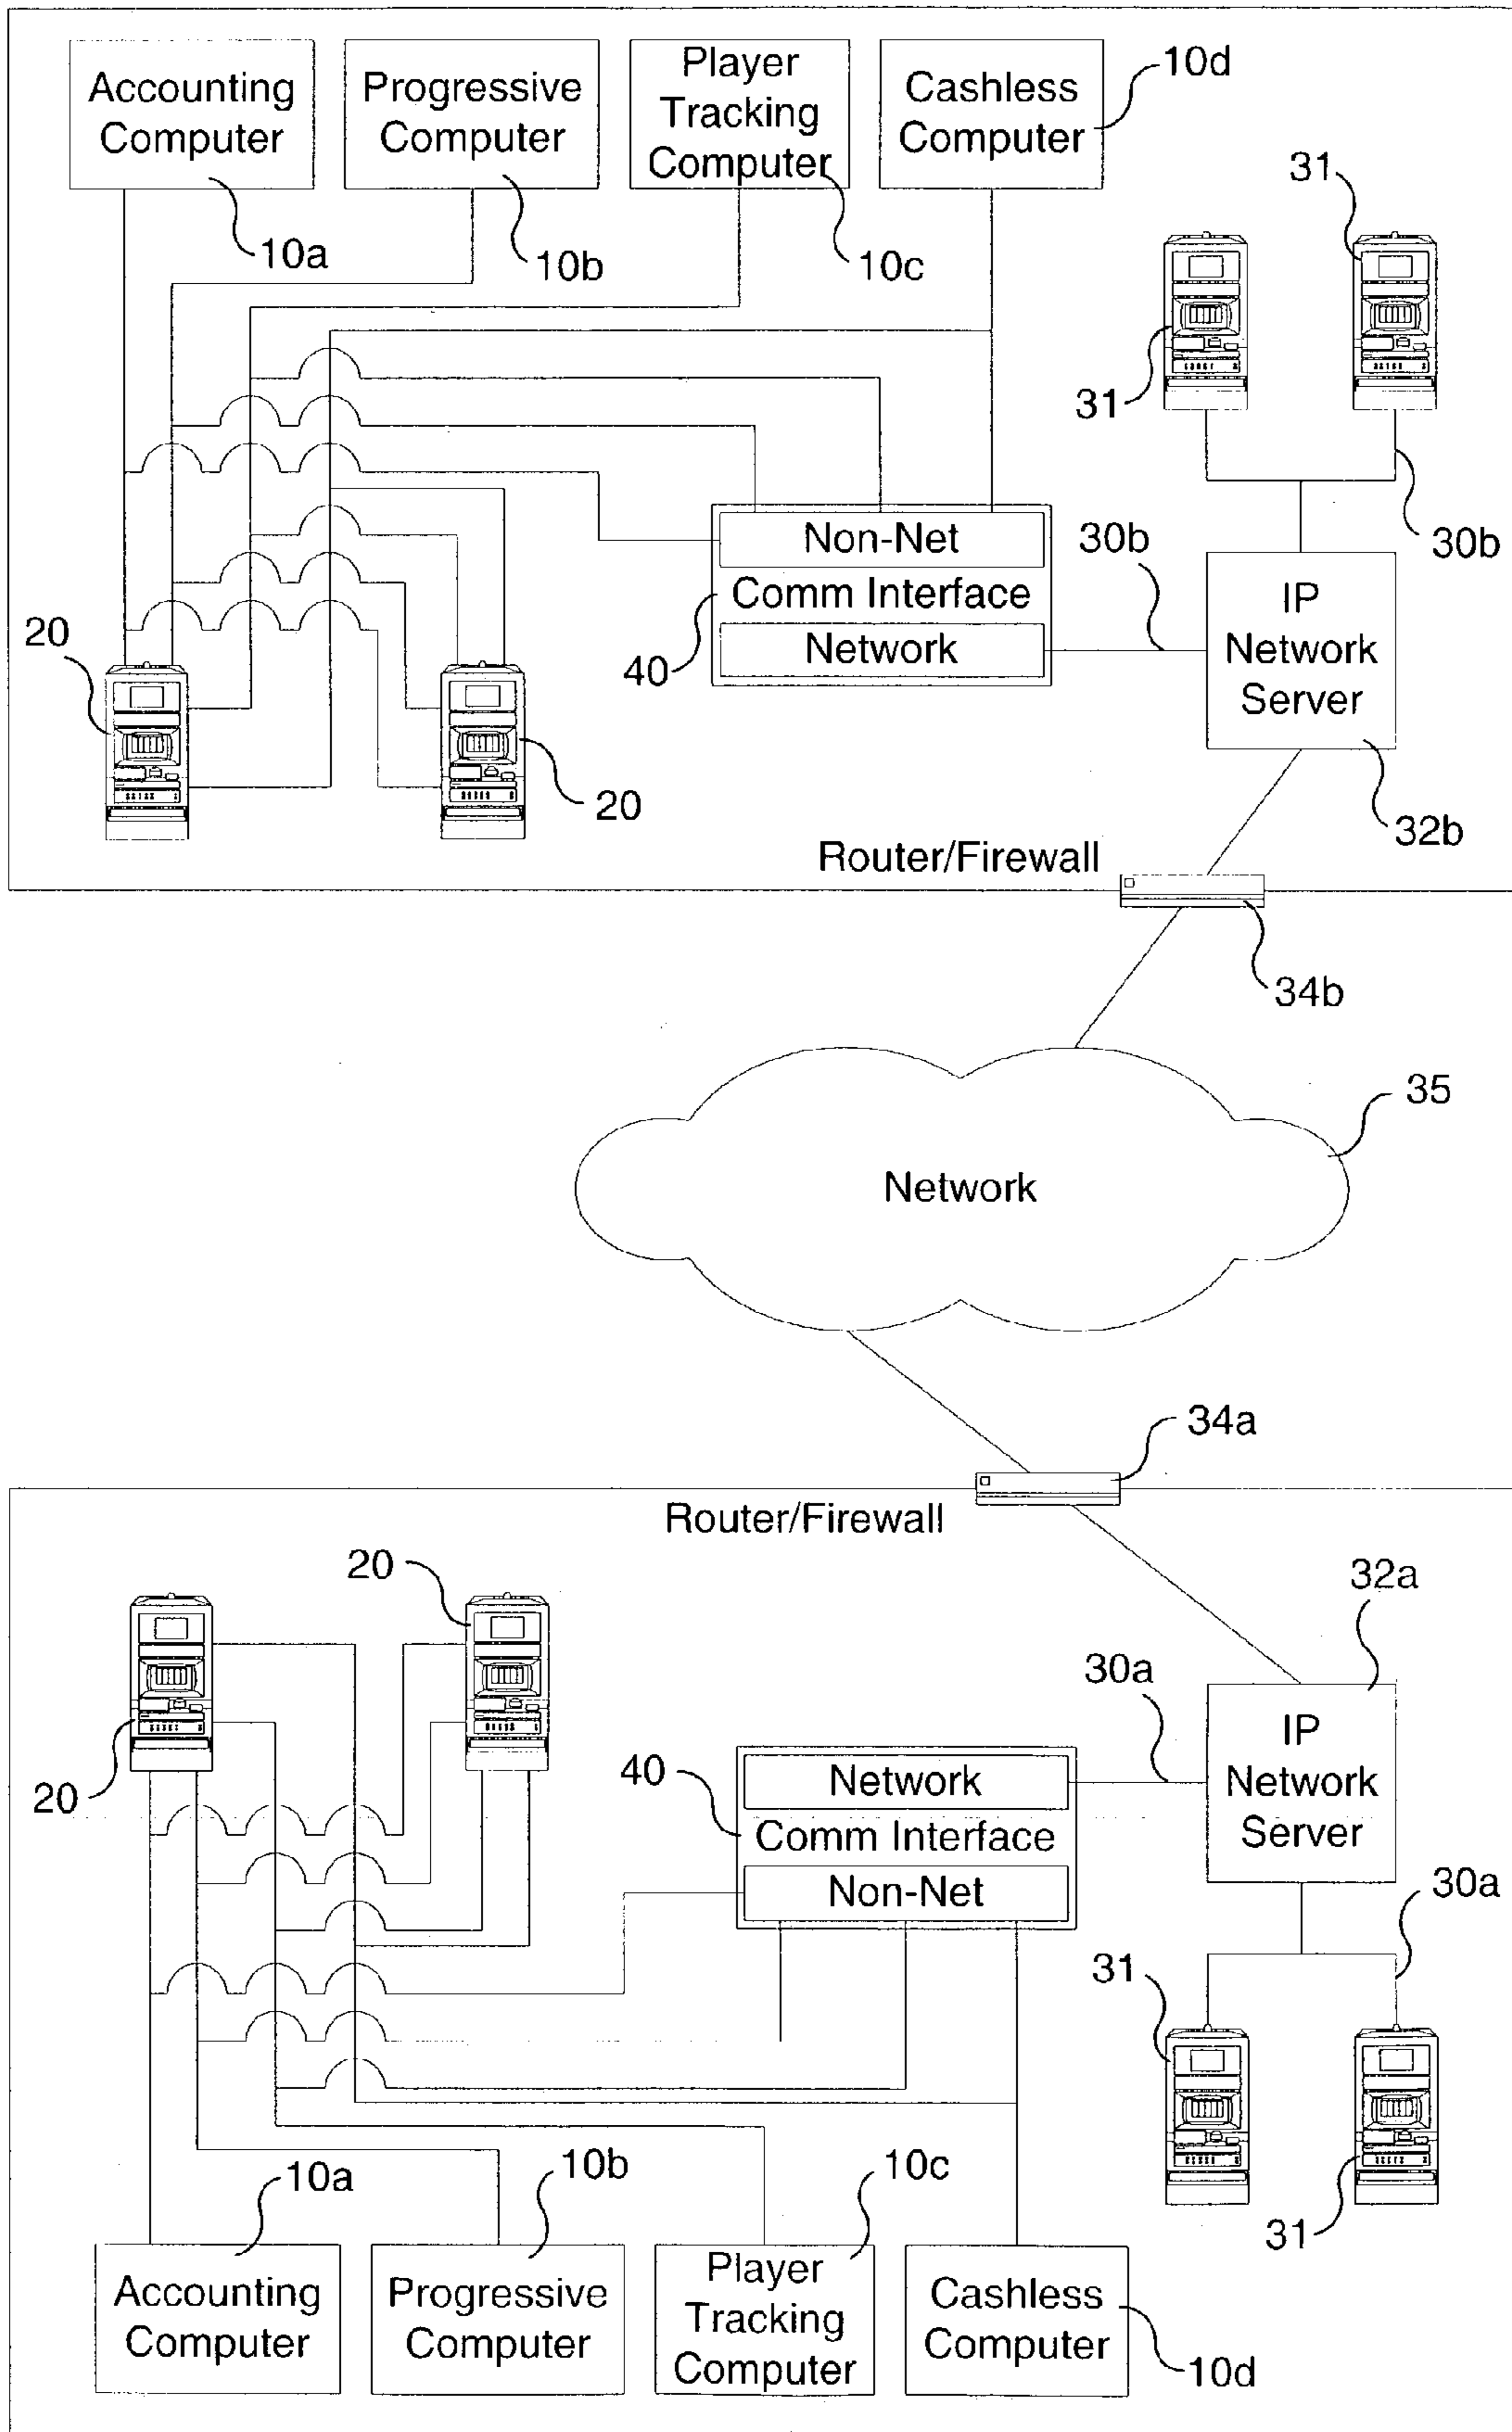 Accounting
Computer
Progressive
Computer
Player
Tracking
Computer
Cashless
Computer
10d
10a
10b
10c
31
31
Non-Net
Comm Interface
Network
40
30b
30b
IP
Network
Server
32b
20
20
Router/Firewall
34b
35
Network
34a
Router/Firewall
20
20
32a
30a
IP
Network
Server
40
Network
Comm Interface
Non-Net
30a
31
31
10a
10b
10c
Accounting
Computer
Progressive
Computer
Player
Tracking
Computer
Cashless
Computer
10d